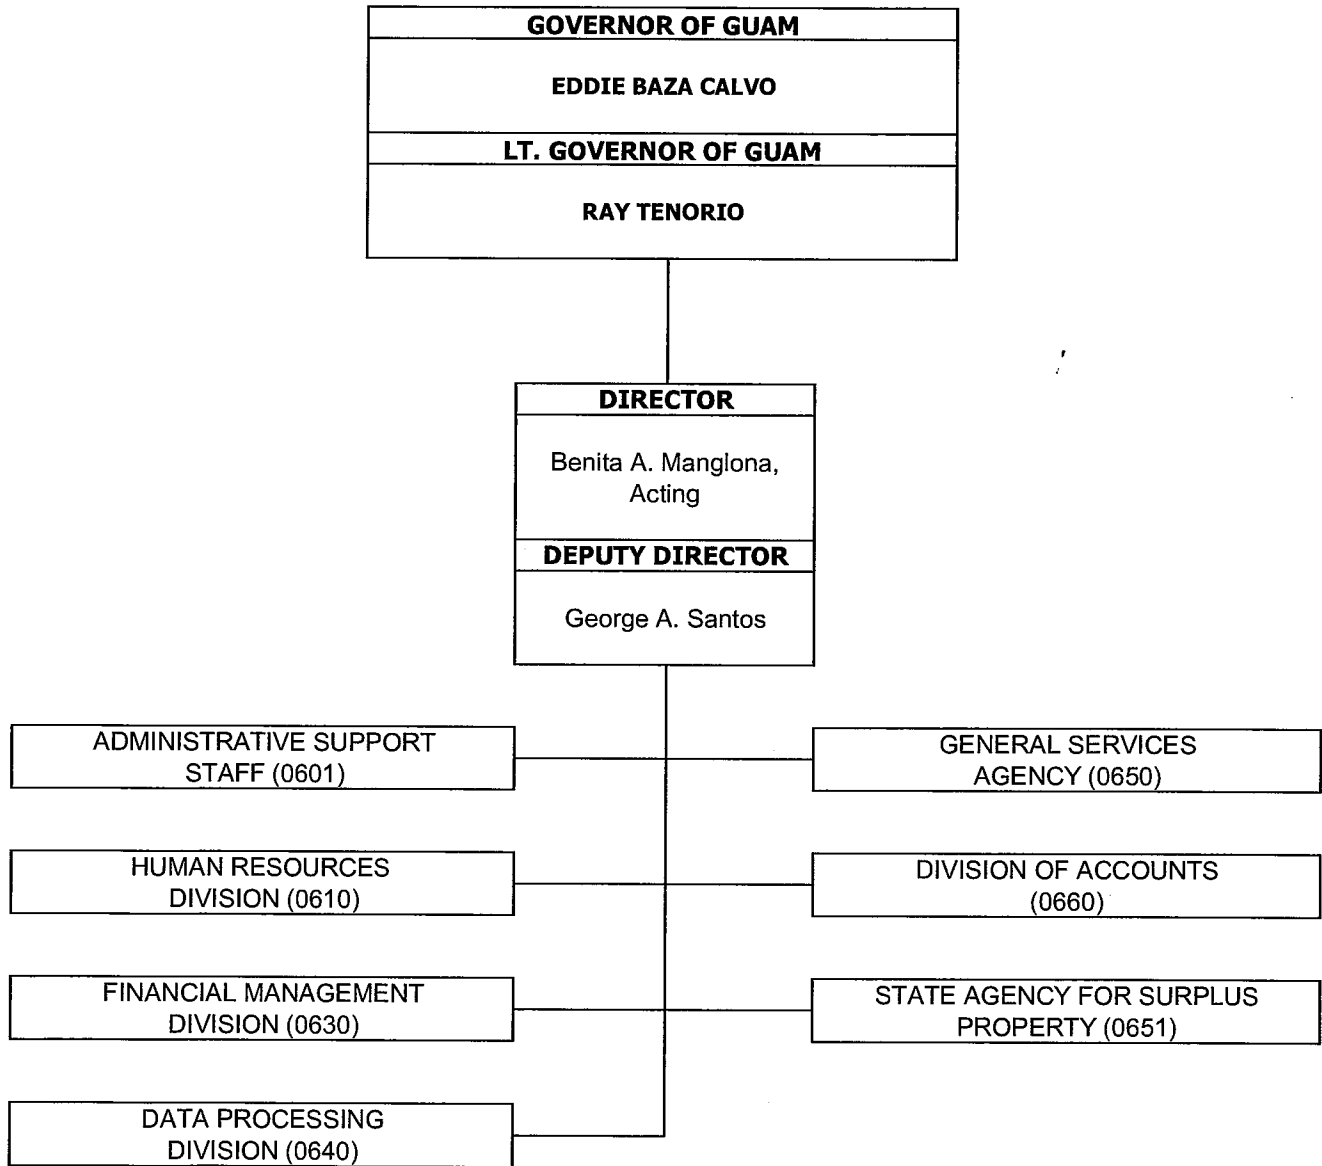 GOVERNOR OF GUAM
EDDIE BAZA CALVO
LT. GOVERNOR OF GUAM
RAY TENORIO
DIRECTOR
Benita A. Manglona,
Acting
DEPUTY DIRECTOR
George A. Santos
ADMINISTRATIVE SUPPORT
STAFF (0601)
GENERAL SERVICES
AGENCY (0650)
HUMAN RESOURCES
DIVISION (0610)
DIVISION OF ACCOUNTS
(0660)
FINANCIAL MANAGEMENT
DIVISION (0630)
STATE AGENCY FOR SURPLUS
PROPERTY (0651)
DATA PROCESSING
DIVISION (0640)